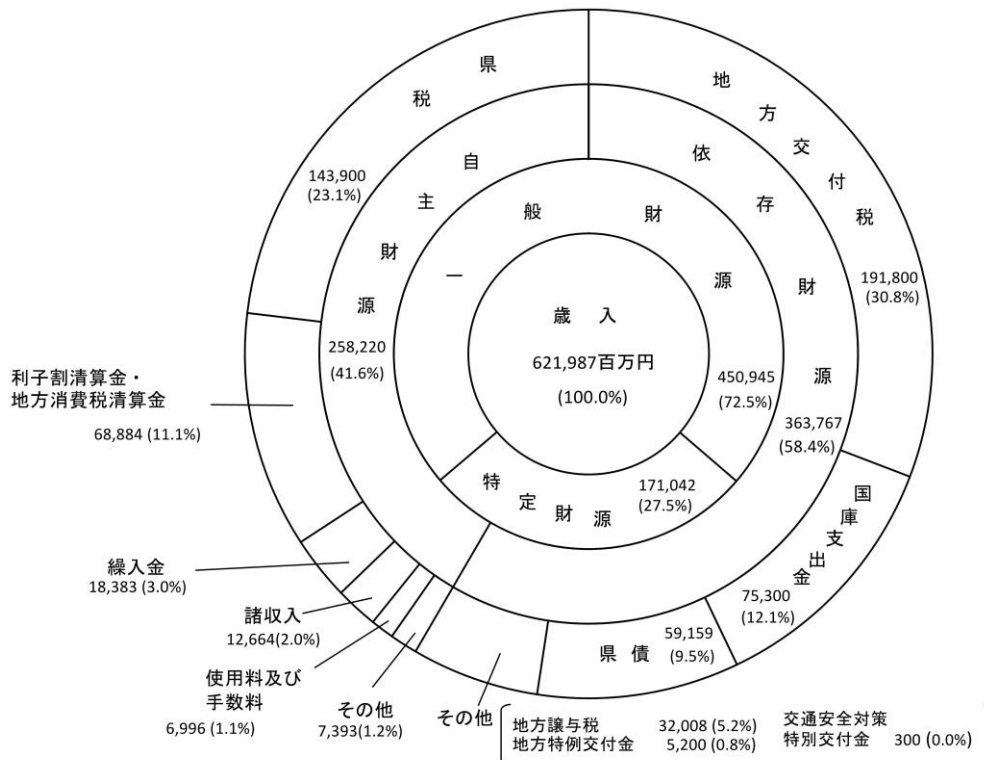 歳入
621,987百万円
(100.0%)
一般財源
450,945
(72.5%)
特定財源
171,042
(27.5%)
自主財源
258,220
(41.6%)
依存財源
363,767
(58.4%)
県税
143,900
(23.1%)
地方交付税
191,800
(30.8%)
国庫支出金
75,300
(12.1%)
県債
59,159
(9.5%)
利子割清算金・
地方消費税清算金
68,884 (11.1%)
繰入金
18,383 (3.0%)
諸収入
12,664(2.0%)
使用料及び
手数料
6,996 (1.1%)
その他
7,393(1.2%)
その他
地方譲与税 32,008 (5.2%)
地方特例交付金 5,200 (0.8%)
交通安全対策
特別交付金 300 (0.0%)